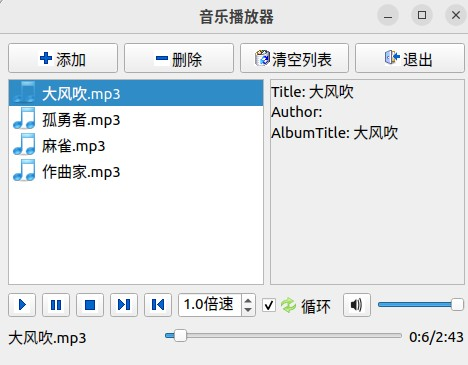 音乐播放器
添加 删除 清空列表 退出
大风吹.mp3
孤勇者.mp3
麻雀.mp3
作曲家.mp3
Title: 大风吹
Author:
AlbumTitle: 大风吹
1.0倍速 循环
大风吹.mp3 0:6/2:43